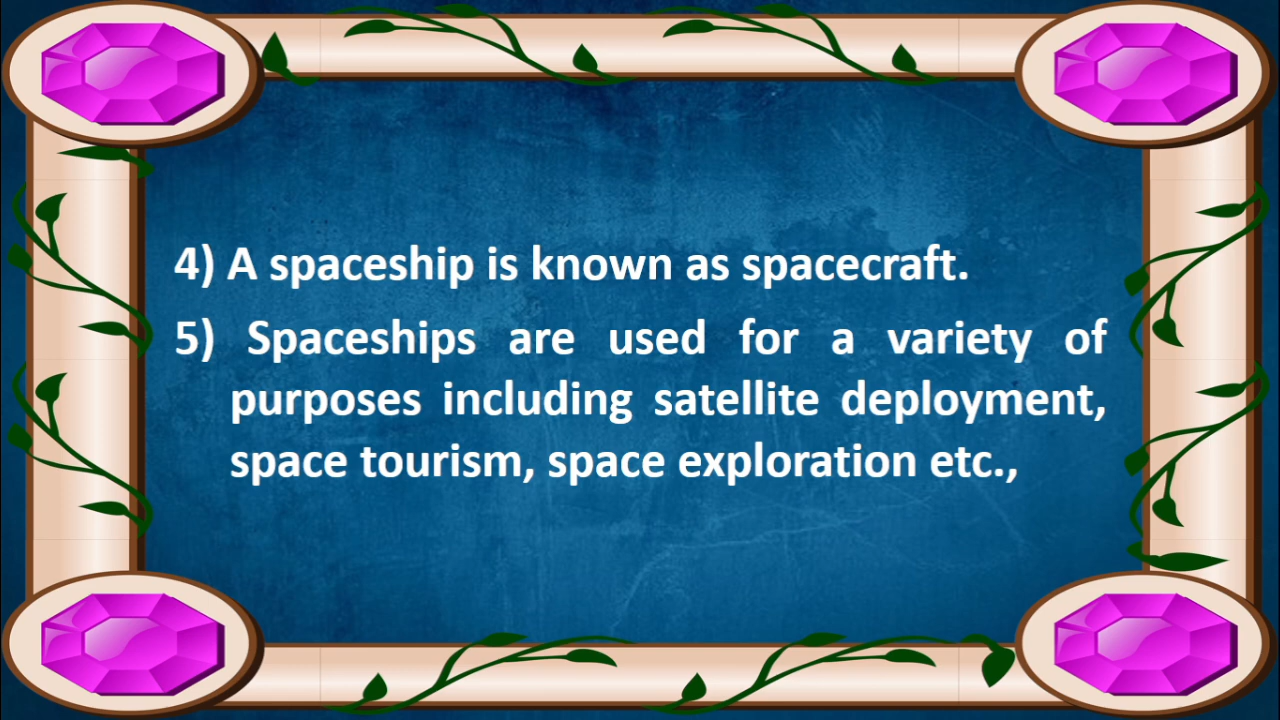 4) A spaceship is known as spacecraft.
5) Spaceships are used for a variety of
purposes including satellite deployment,
space tourism, space exploration etc.,